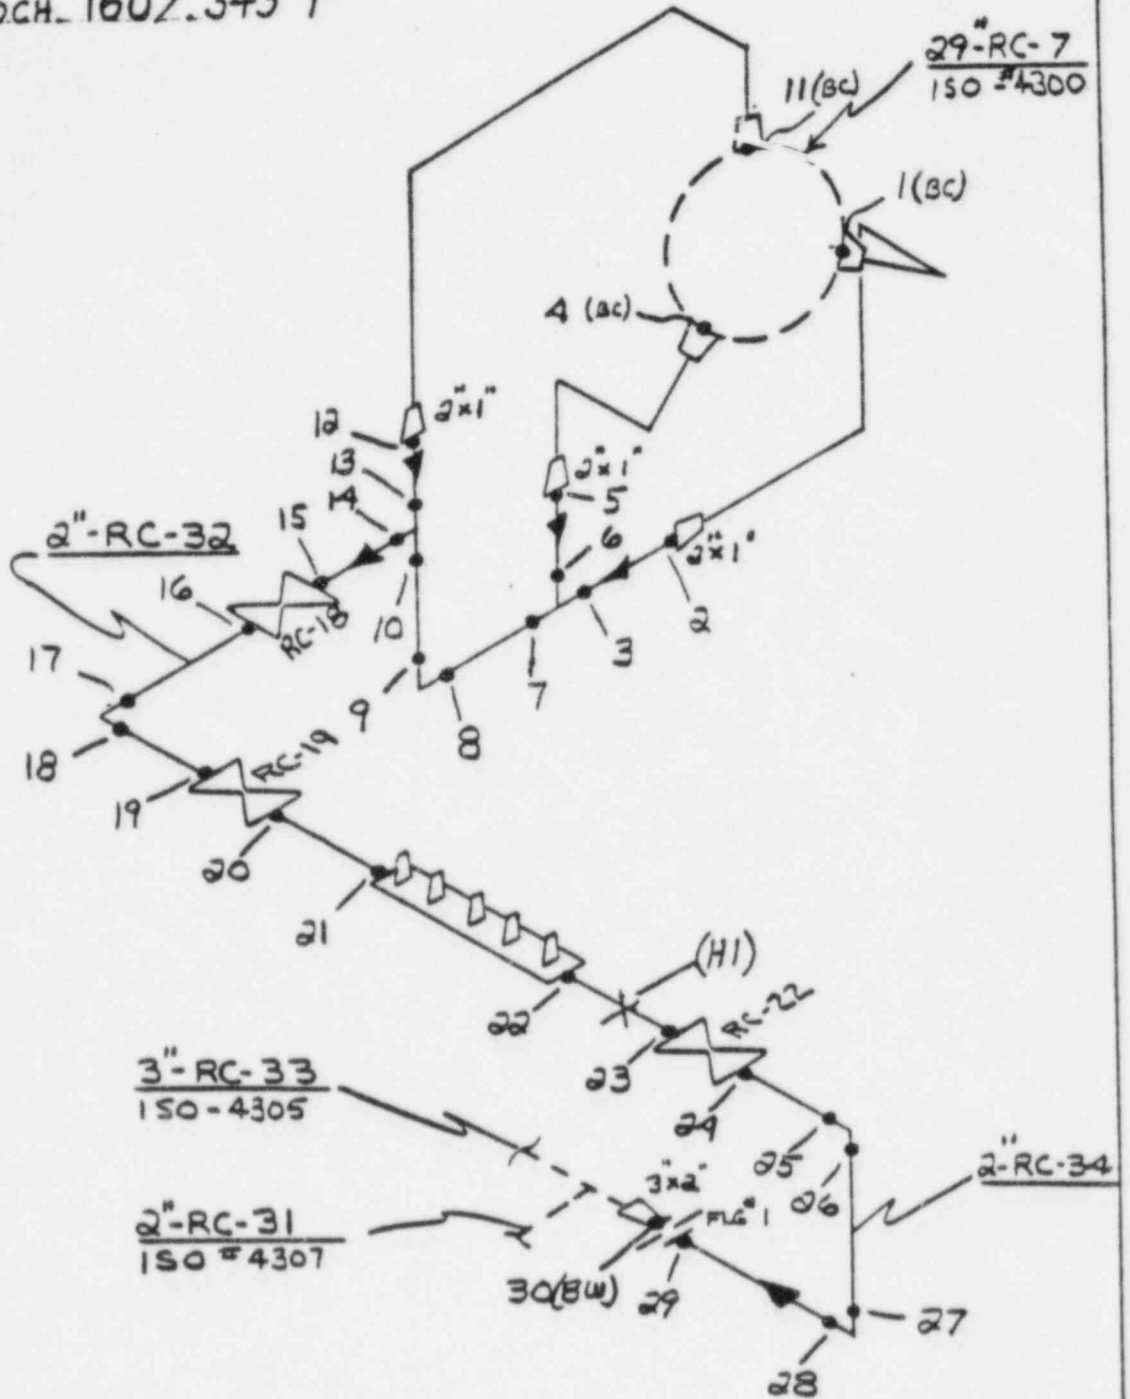 29"-RC-7
ISO #4300
11(BC)
1(BC)
4 (BC)
2"x1"
12
13
14
15
2"-RC-32
16
RC-18
10
2"x1"
5
6
2"x1"
2
3
7
17
9
8
18
RC-19
19
20
21
(H1)
22
RC-22
23
3"-RC-33
ISO-4305
24
25
26
2"-RC-34
3"x2"
FLG#1
2"-RC-31
ISO #4307
30(BW)
29
27
28